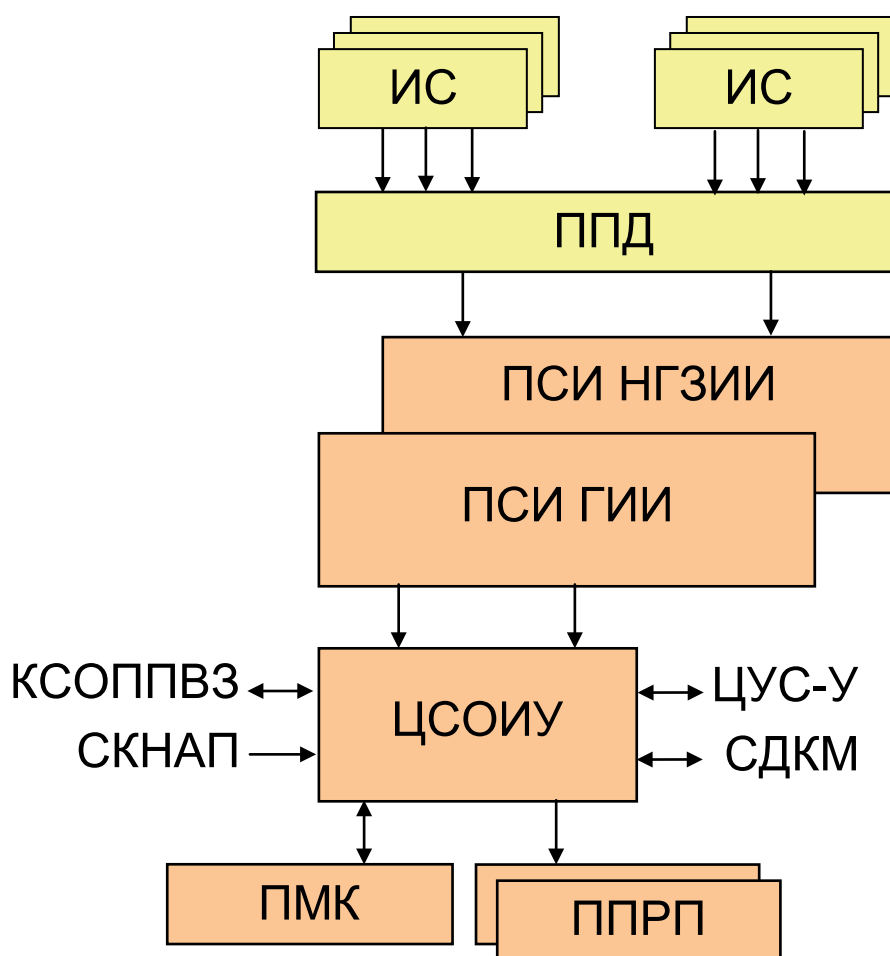 ИС
ИС
ППД
ПСИ НГЗИИ
ПСИ ГИИ
КСОППВЗ
ЦУС-У
ЦСОИУ
СКНАП
СДКМ
ПМК
ППРП